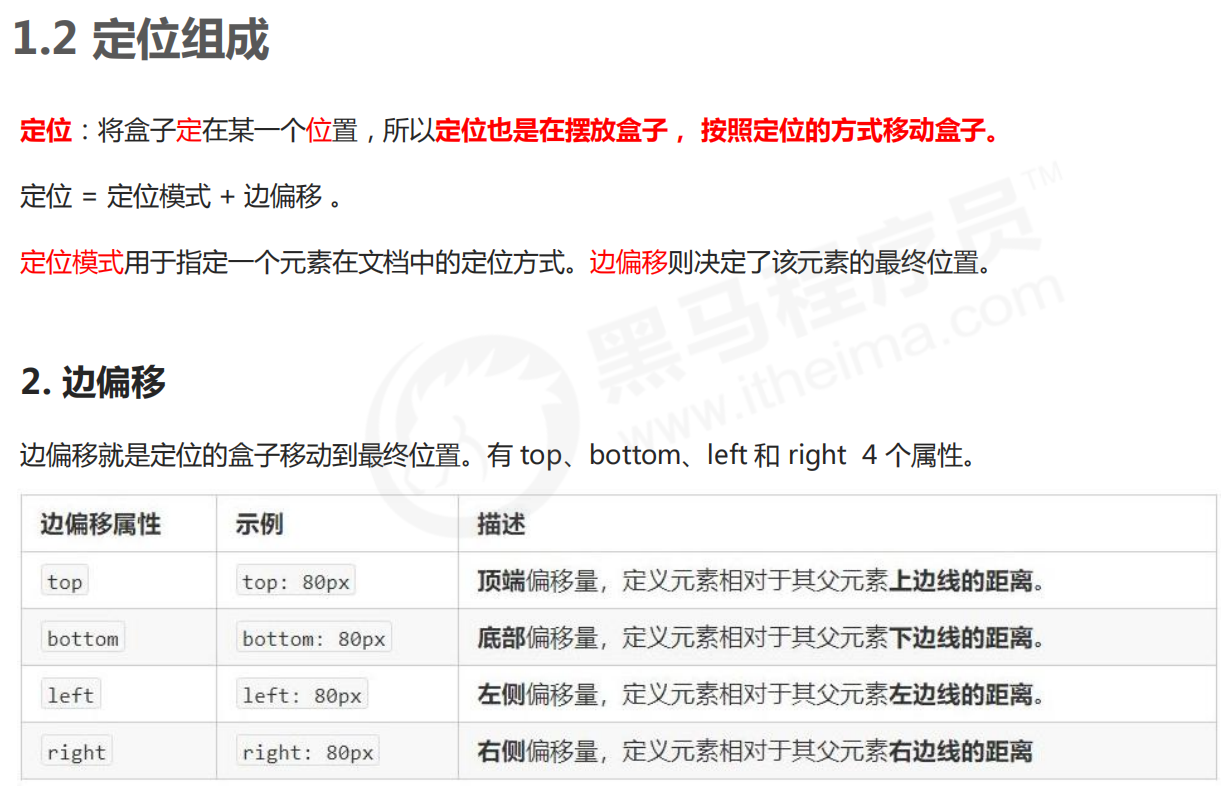 1.2 定位组成
定位：将盒子定在某一个位置，所以定位也是在摆放盒子， 按照定位的方式移动盒子。
定位 = 定位模式 + 边偏移 。
定位模式用于指定一个元素在文档中的定位方式。边偏移则决定了该元素的最终位置。
黑马程序员™
www.itheima.com
2. 边偏移
边偏移就是定位的盒子移动到最终位置。有 top、bottom、left 和 right 4 个属性。
边偏移属性 示例 描述
top top: 80px 顶端偏移量，定义元素相对于其父元素上边线的距离。
bottom bottom: 80px 底部偏移量，定义元素相对于其父元素下边线的距离。
left left: 80px 左侧偏移量，定义元素相对于其父元素左边线的距离。
right right: 80px 右侧偏移量，定义元素相对于其父元素右边线的距离